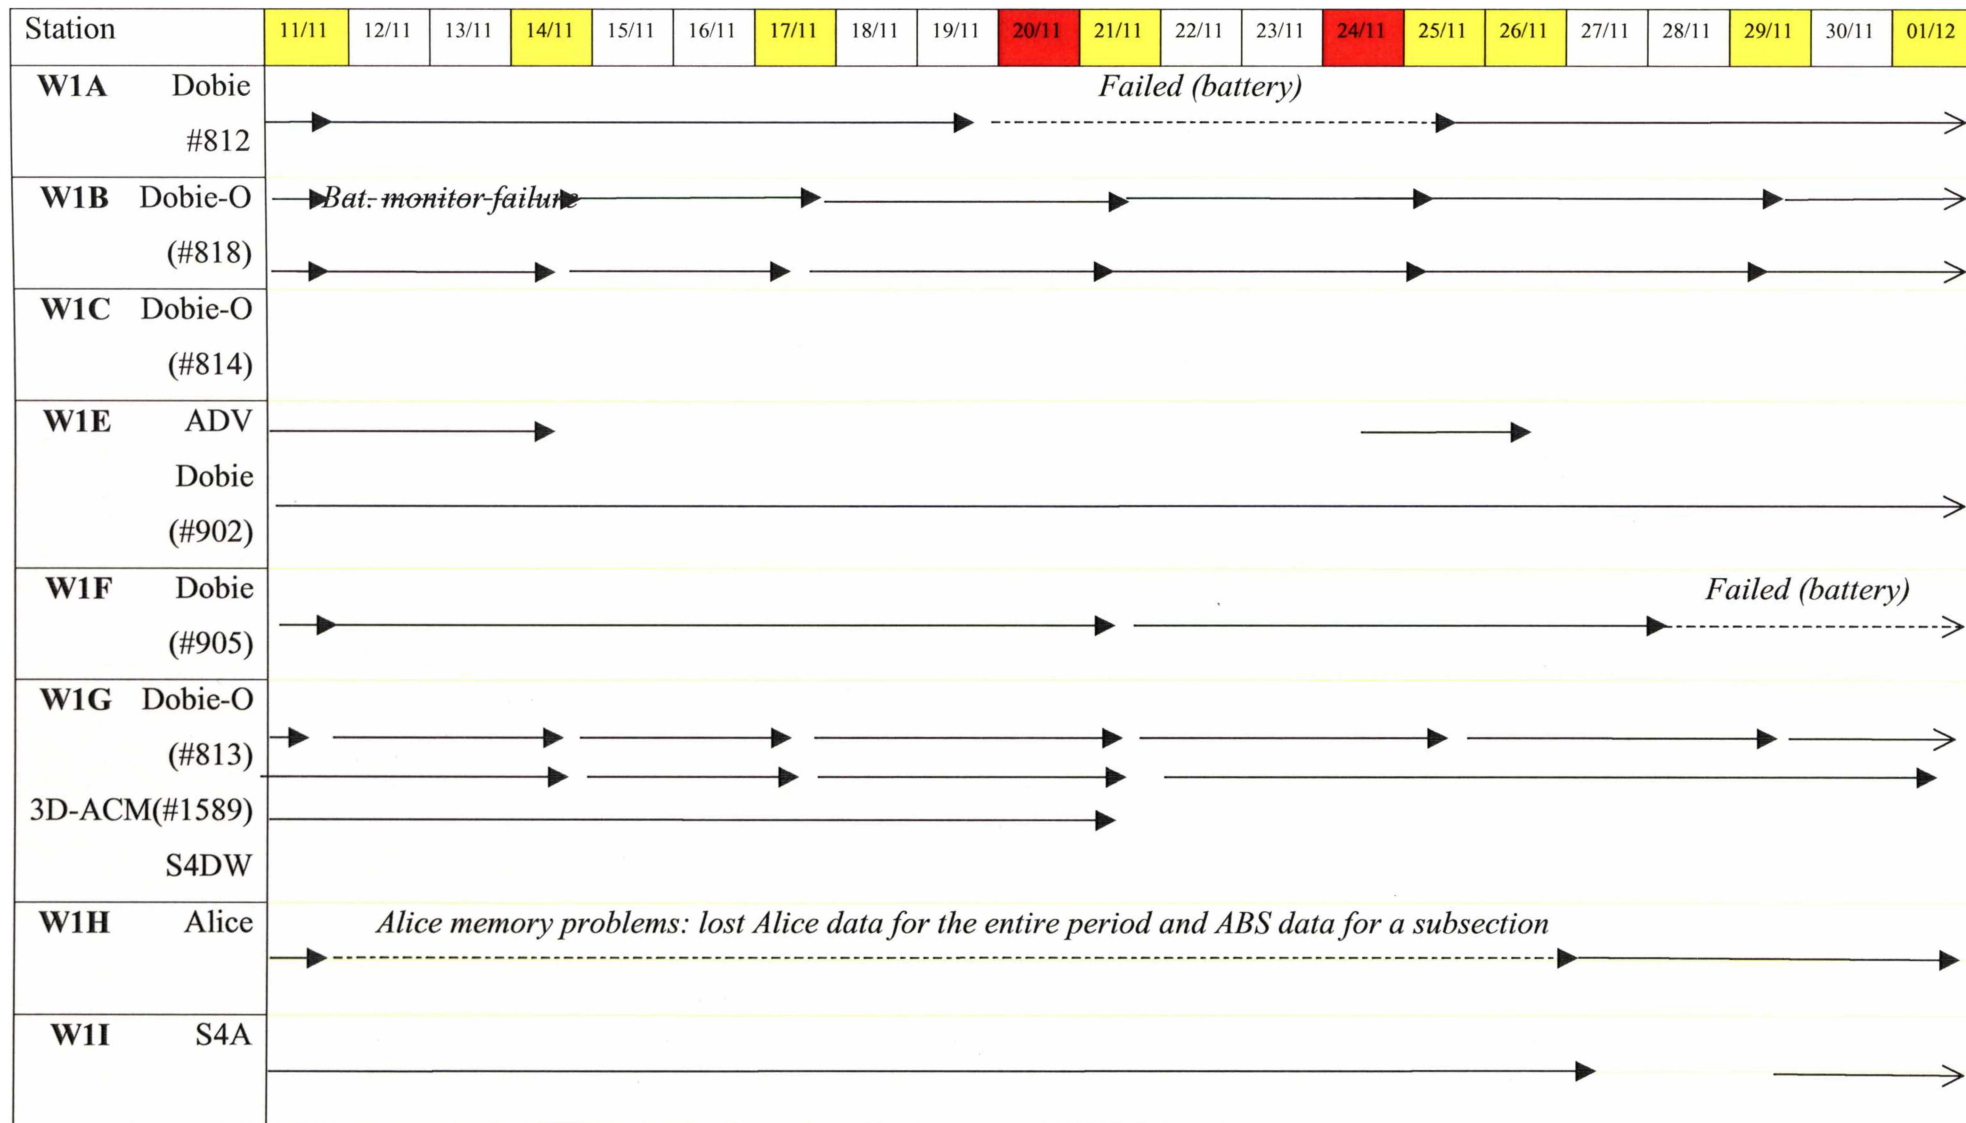 Station 11/11 12/11 13/11 14/11 15/11 16/11 17/11 18/11 19/11 20/11 21/11 22/11 23/11 24/11 25/11 26/11 27/11 28/11 29/11 30/11 01/12
W1A Dobie Failed (battery)
#812
W1B Dobie-O Bat. monitor failure
(#818)
W1C Dobie-O
(#814)
W1E ADV
Dobie
(#902)
W1F Dobie Failed (battery)
(#905)
W1G Dobie-O
(#813)
3D-ACM(#1589)
S4DW
W1H Alice Alice memory problems: lost Alice data for the entire period and ABS data for a subsection
W1I S4A